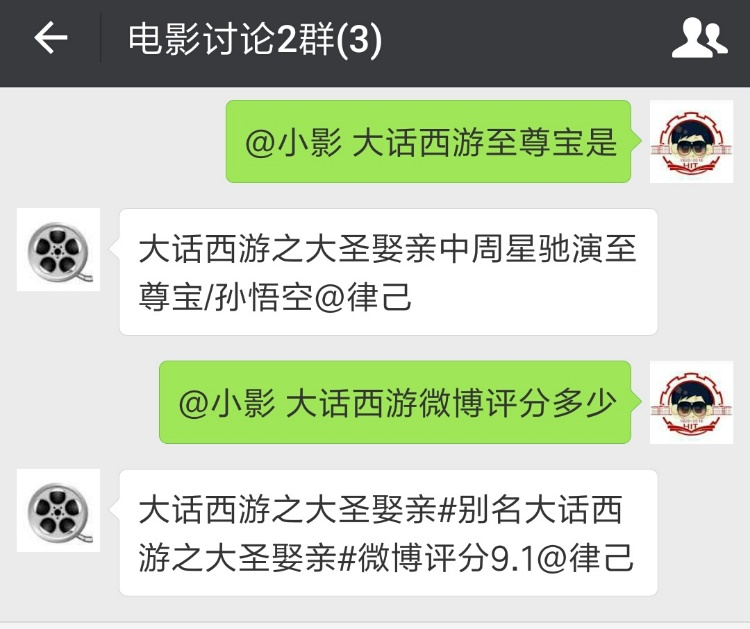 电影讨论2群(3)
@小影 大话西游至尊宝是
大话西游之大圣娶亲中周星驰演至
尊宝/孙悟空@律己
@小影 大话西游微博评分多少
大话西游之大圣娶亲#别名大话西
游之大圣娶亲#微博评分9.1@律己
HIT
HIT